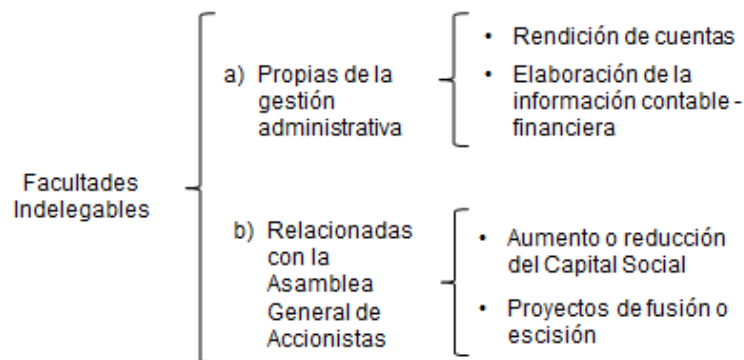 Facultades
Indelegables
a) Propias de la
gestión
administrativa
• Rendición de cuentas
• Elaboración de la
información contable -
financiera
b) Relacionadas
con la
Asamblea
General de
Accionistas
• Aumento o reducción
del Capital Social
• Proyectos de fusión o
escisión